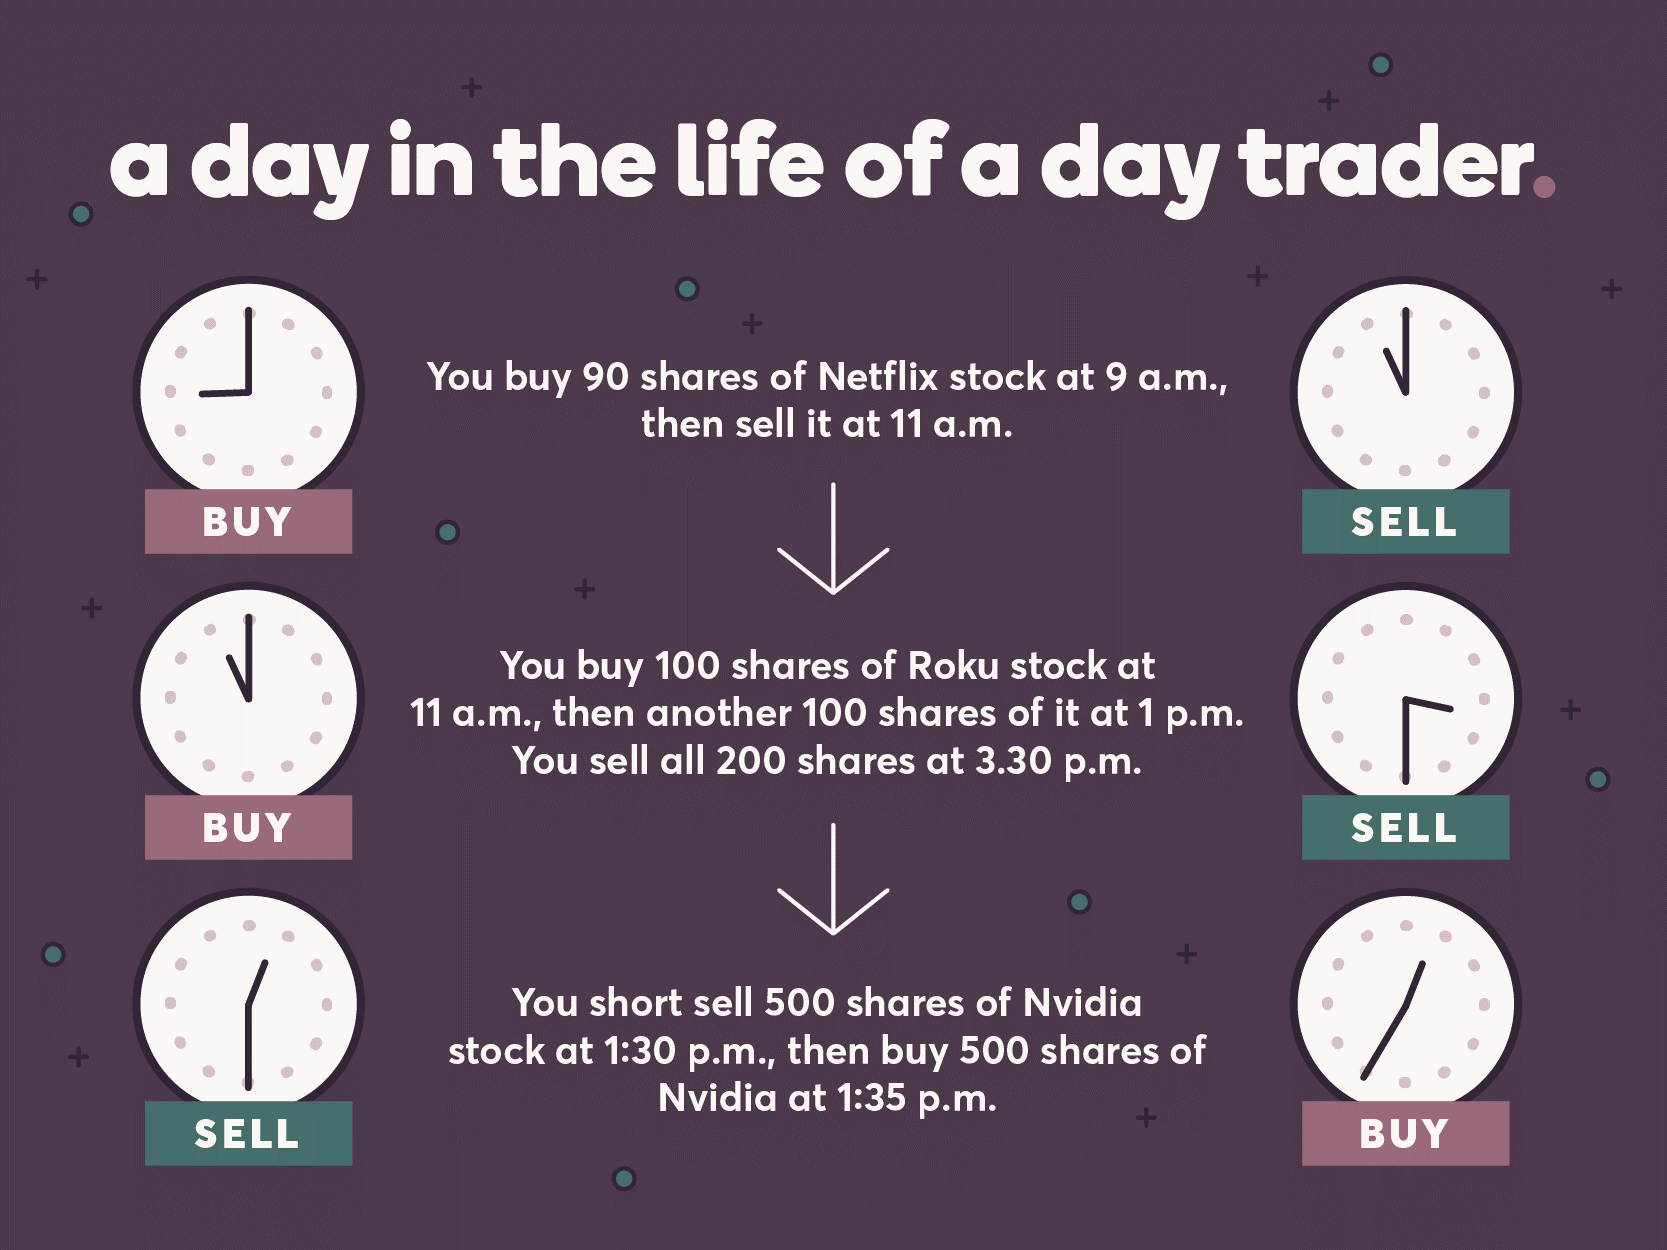 a day in the life of a day trader.
You buy 90 shares of Netflix stock at 9 a.m.,
then sell it at 11 a.m.
BUY
SELL
You buy 100 shares of Roku stock at
11 a.m., then another 100 shares of it at 1 p.m.
You sell all 200 shares at 3.30 p.m.
BUY
SELL
You short sell 500 shares of Nvidia
stock at 1:30 p.m., then buy 500 shares of
Nvidia at 1:35 p.m.
SELL
BUY